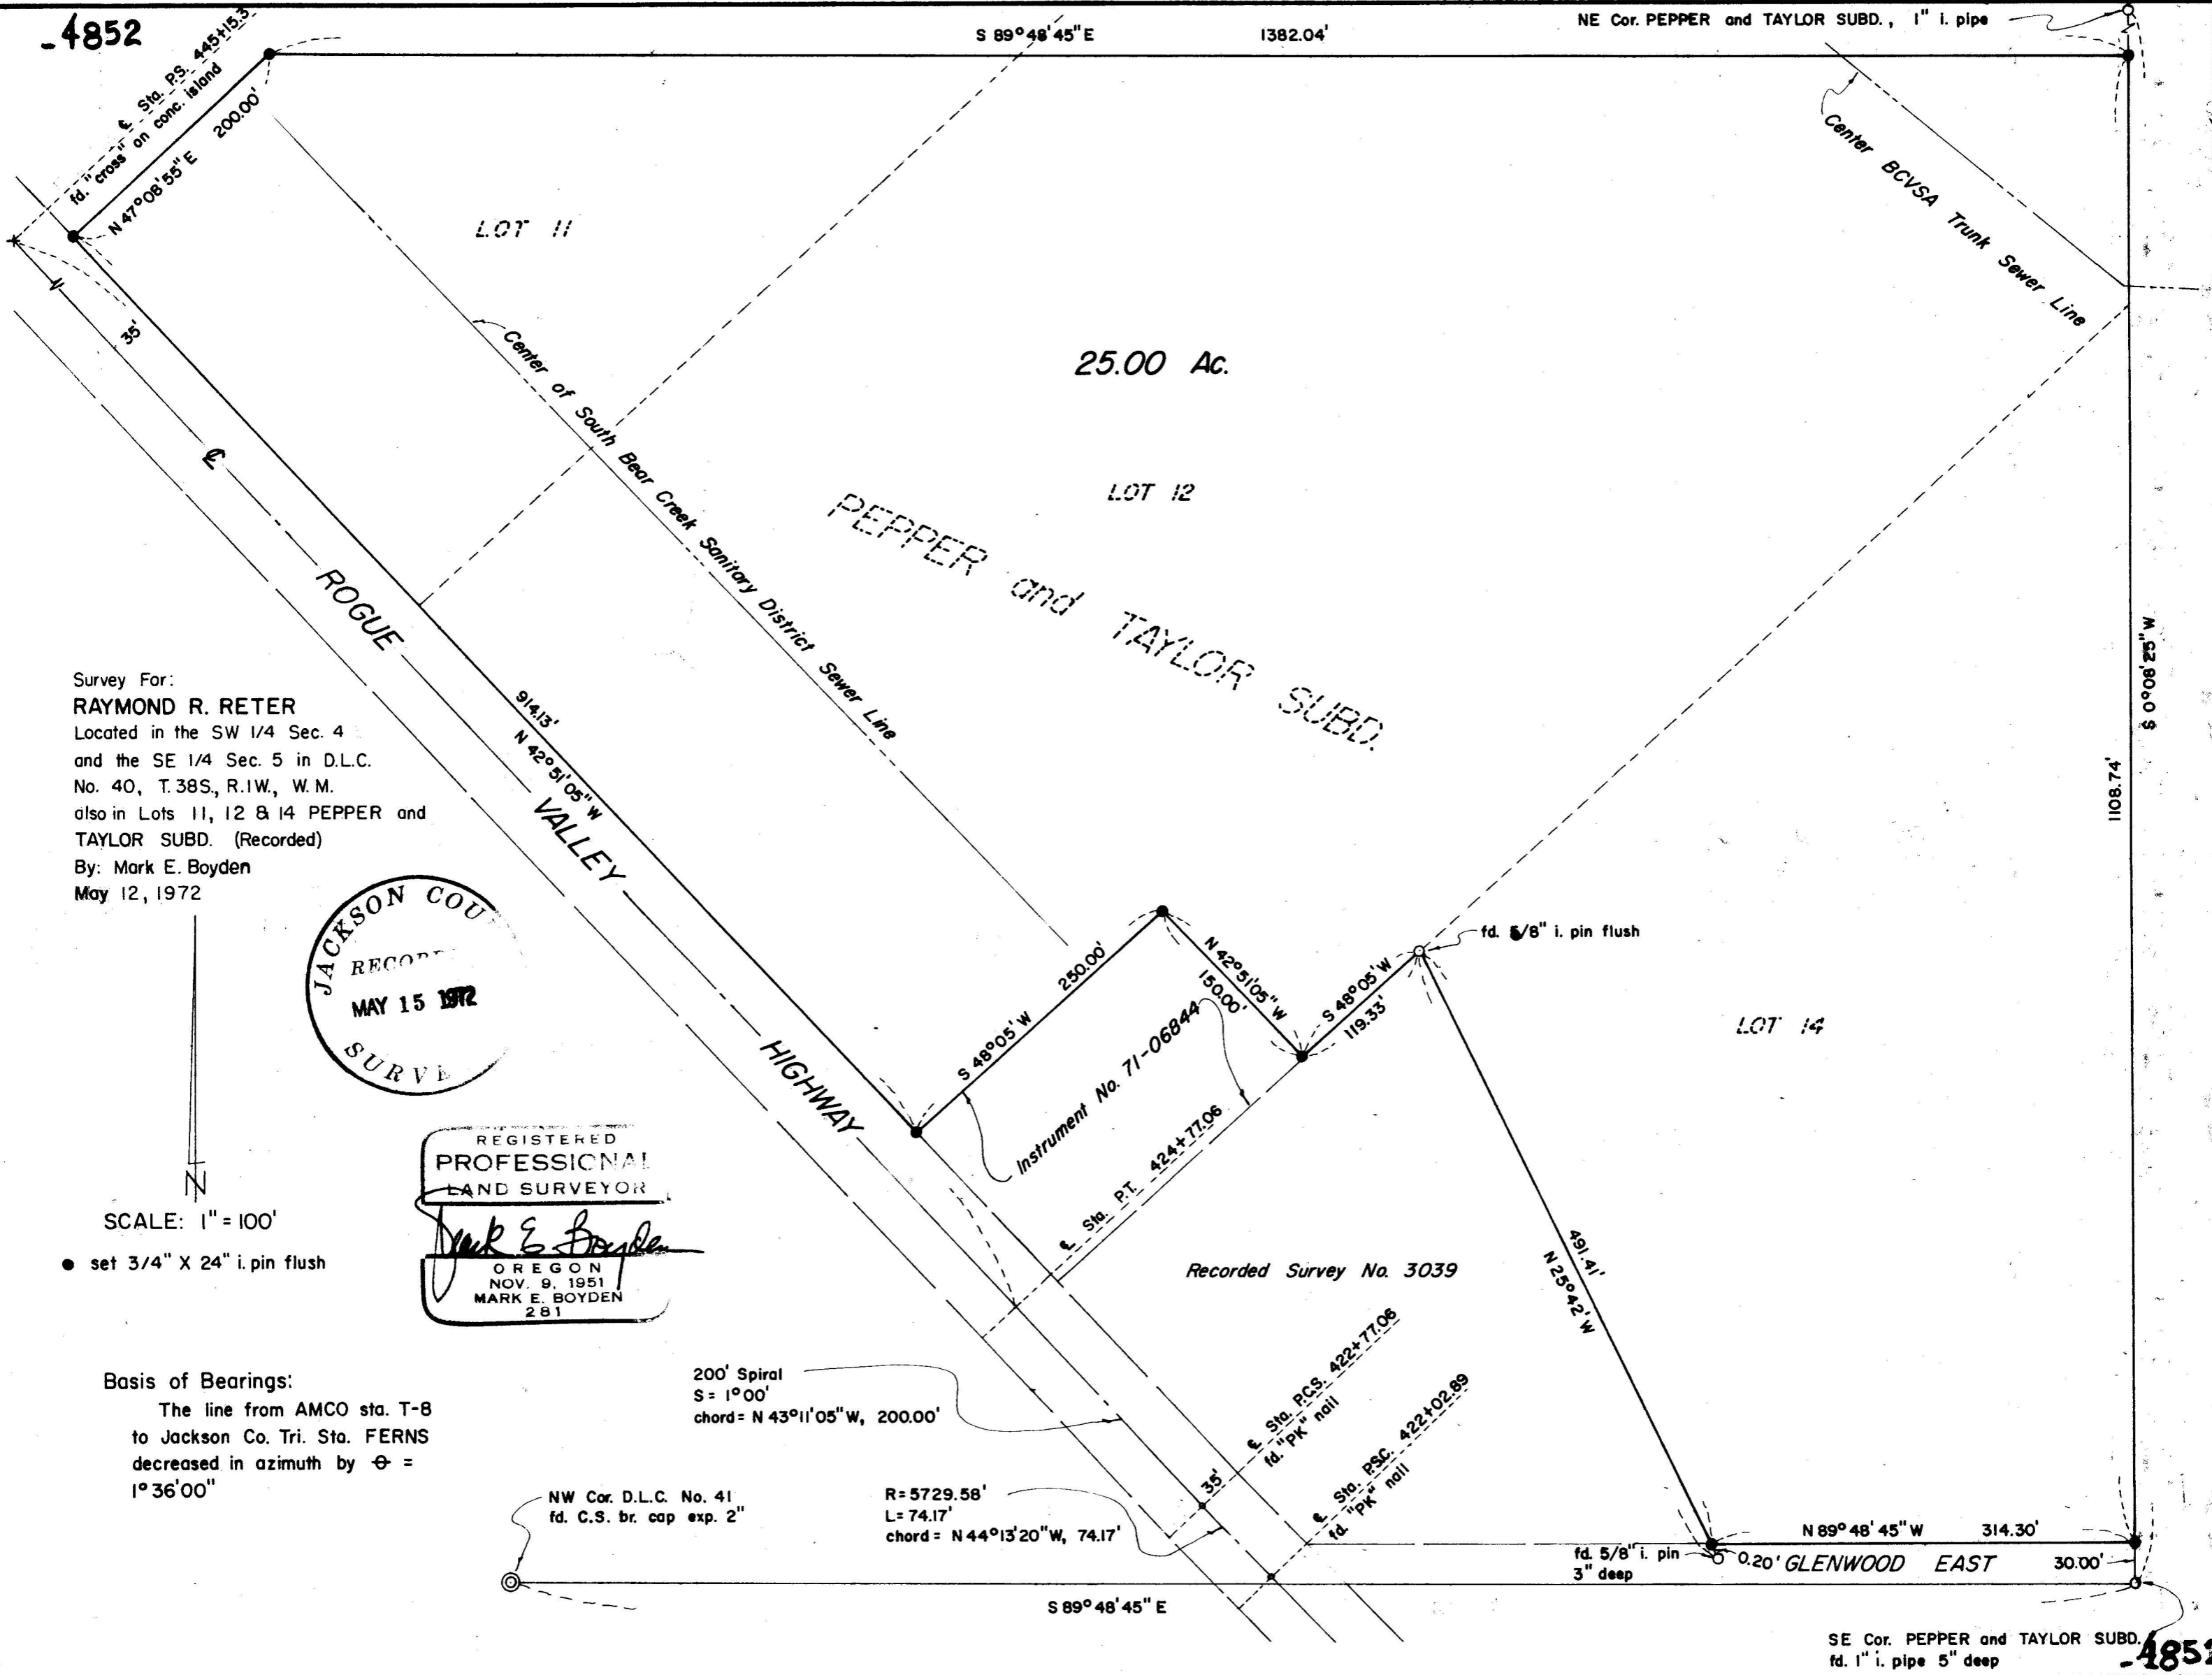 -4852
S 89°48'45" E 1382.04'
NE Cor. PEPPER and TAYLOR SUBD., 1" i. pipe
℄ Sta. P.S. 445+15.3
fd. "cross" on conc. island
N 47°08'55" E 200.00'
Center BCVSA Trunk Sewer Line
LOT 11
35'
Center of South Bear Creek Sanitary District Sewer Line
25.00 Ac.
℄
LOT 12
PEPPER and TAYLOR SUBD.
ROGUE VALLEY HIGHWAY
914.13'
N 42°51'05" W
S 0°08'25" W
1108.74'
Survey For:
RAYMOND R. RETER
Located in the SW 1/4 Sec. 4
and the SE 1/4 Sec. 5 in D.L.C.
No. 40, T.38S., R.1W., W.M.
also in Lots 11, 12 & 14 PEPPER and
TAYLOR SUBD. (Recorded)
By: Mark E. Boyden
May 12, 1972
JACKSON COU
RECOR
MAY 15 1972
SURVE
S 48°05' W 250.00'
N 42°51'05" W
150.00'
S 48°05' W
119.33'
fd. 5/8" i. pin flush
LOT 14
Instrument No. 71-06844
℄ Sta. P.T. 424+77.06
N
SCALE: 1" = 100'
● set 3/4" X 24" i. pin flush
REGISTERED
PROFESSIONAL
LAND SURVEYOR
Mark E Boyden
OREGON
NOV. 9, 1951
MARK E. BOYDEN
281
Recorded Survey No. 3039
491.41'
N 25°42' W
Basis of Bearings:
The line from AMCO sta. T-8
to Jackson Co. Tri. Sta. FERNS
decreased in azimuth by θ =
1°36'00"
200' Spiral
S = 1°00'
chord = N 43°11'05" W, 200.00'
℄ Sta. P.C.S. 422+77.06
fd. "PK" nail
℄ Sta. P.S.C. 422+02.89
fd. "PK" nail
35'
NW Cor. D.L.C. No. 41
fd. C.S. br. cap exp. 2"
R = 5729.58'
L = 74.17'
chord = N 44°13'20" W, 74.17'
N 89°48'45" W 314.30'
fd. 5/8" i. pin
3" deep
0.20' GLENWOOD EAST 30.00'
S 89°48'45" E
SE Cor. PEPPER and TAYLOR SUBD.
fd. 1" i. pipe 5" deep
-4852